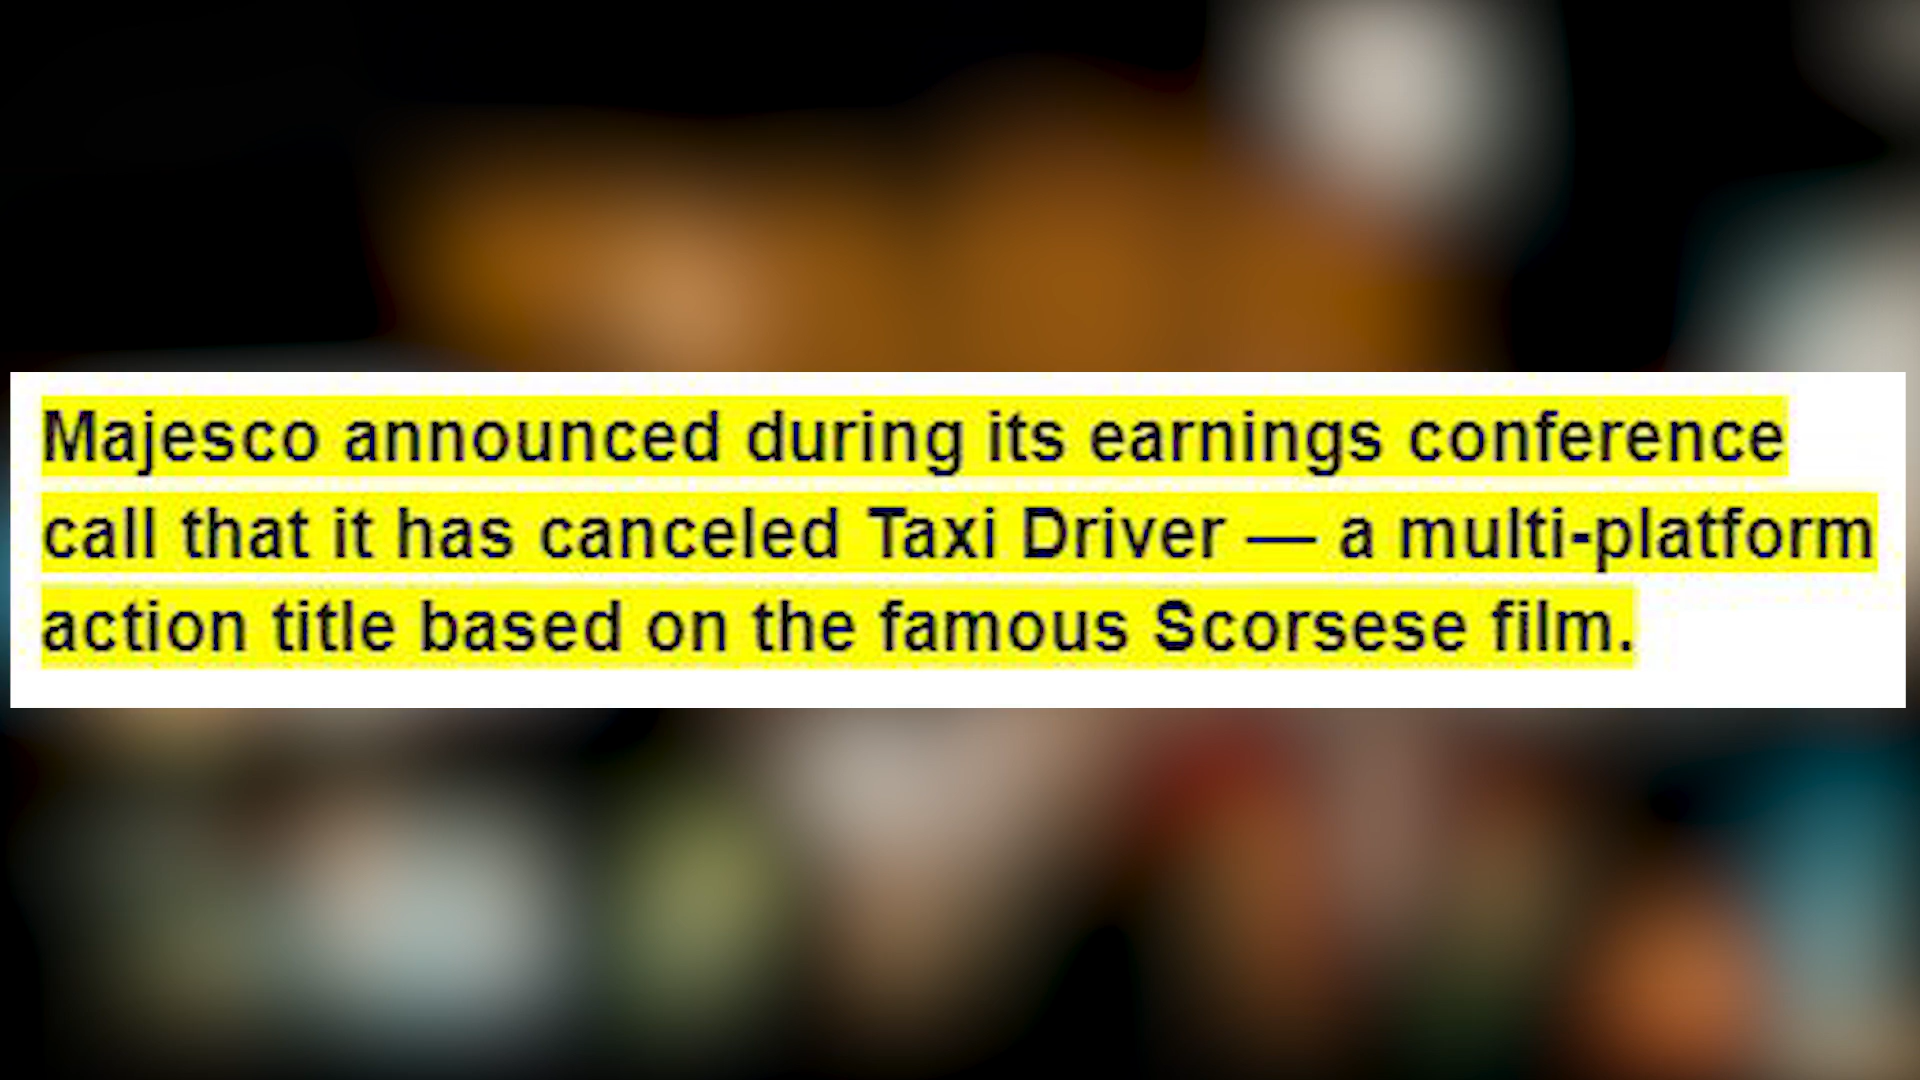 Majesco announced during its earnings conference
call that it has canceled Taxi Driver — a multi-platform
action title based on the famous Scorsese film.